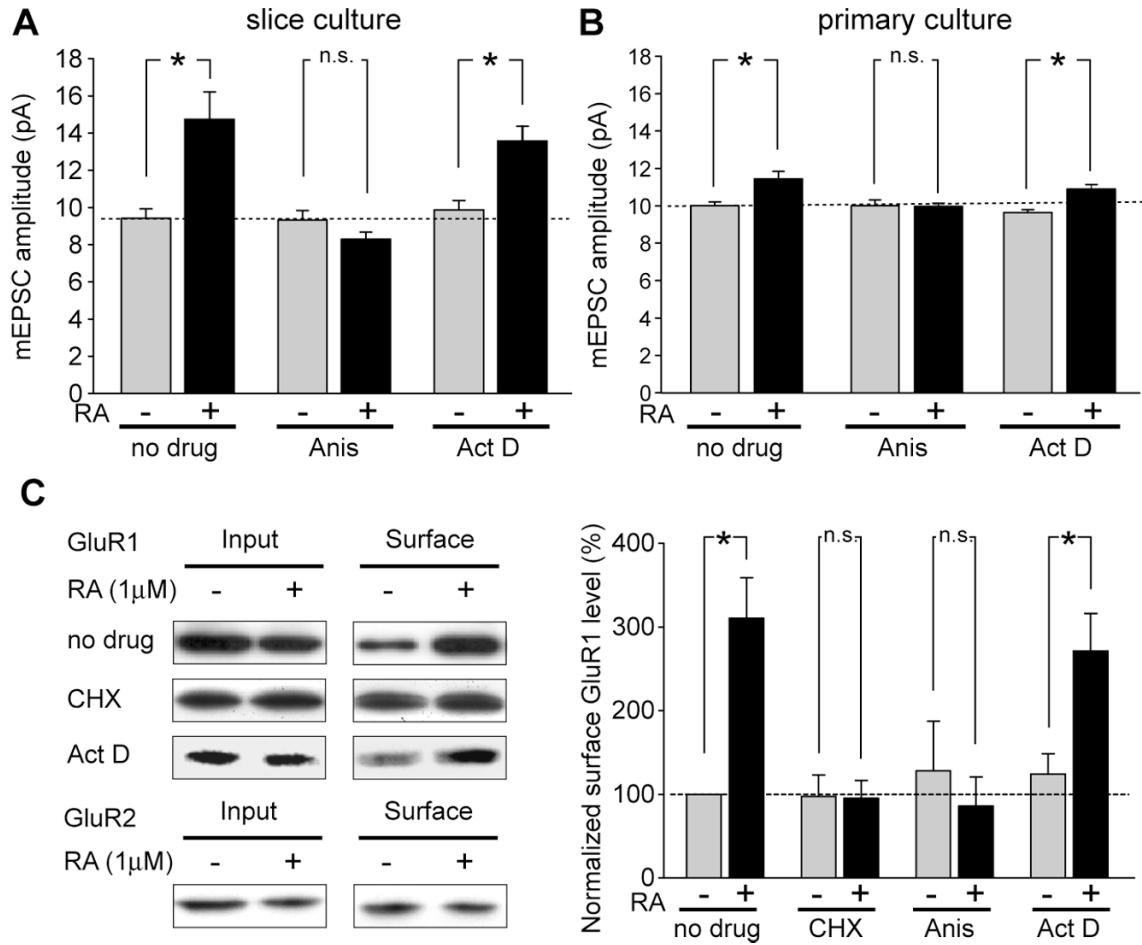 A slice culture
mEPSC amplitude (pA)
18
16
14
12
10
8
6
4
2
0
* n.s. *
RA - + - + - +
no drug Anis Act D
B primary culture
mEPSC amplitude (pA)
18
16
14
12
10
8
6
4
2
0
* n.s. *
RA - + - + - +
no drug Anis Act D
C
GluR1 Input Surface
RA (1μM) - + - +
no drug
CHX
Act D
GluR2 Input Surface
RA (1μM) - + - +
Normalized surface GluR1 level (%)
400
300
200
100
0
* n.s. n.s. *
RA - + - + - + - +
no drug CHX Anis Act D